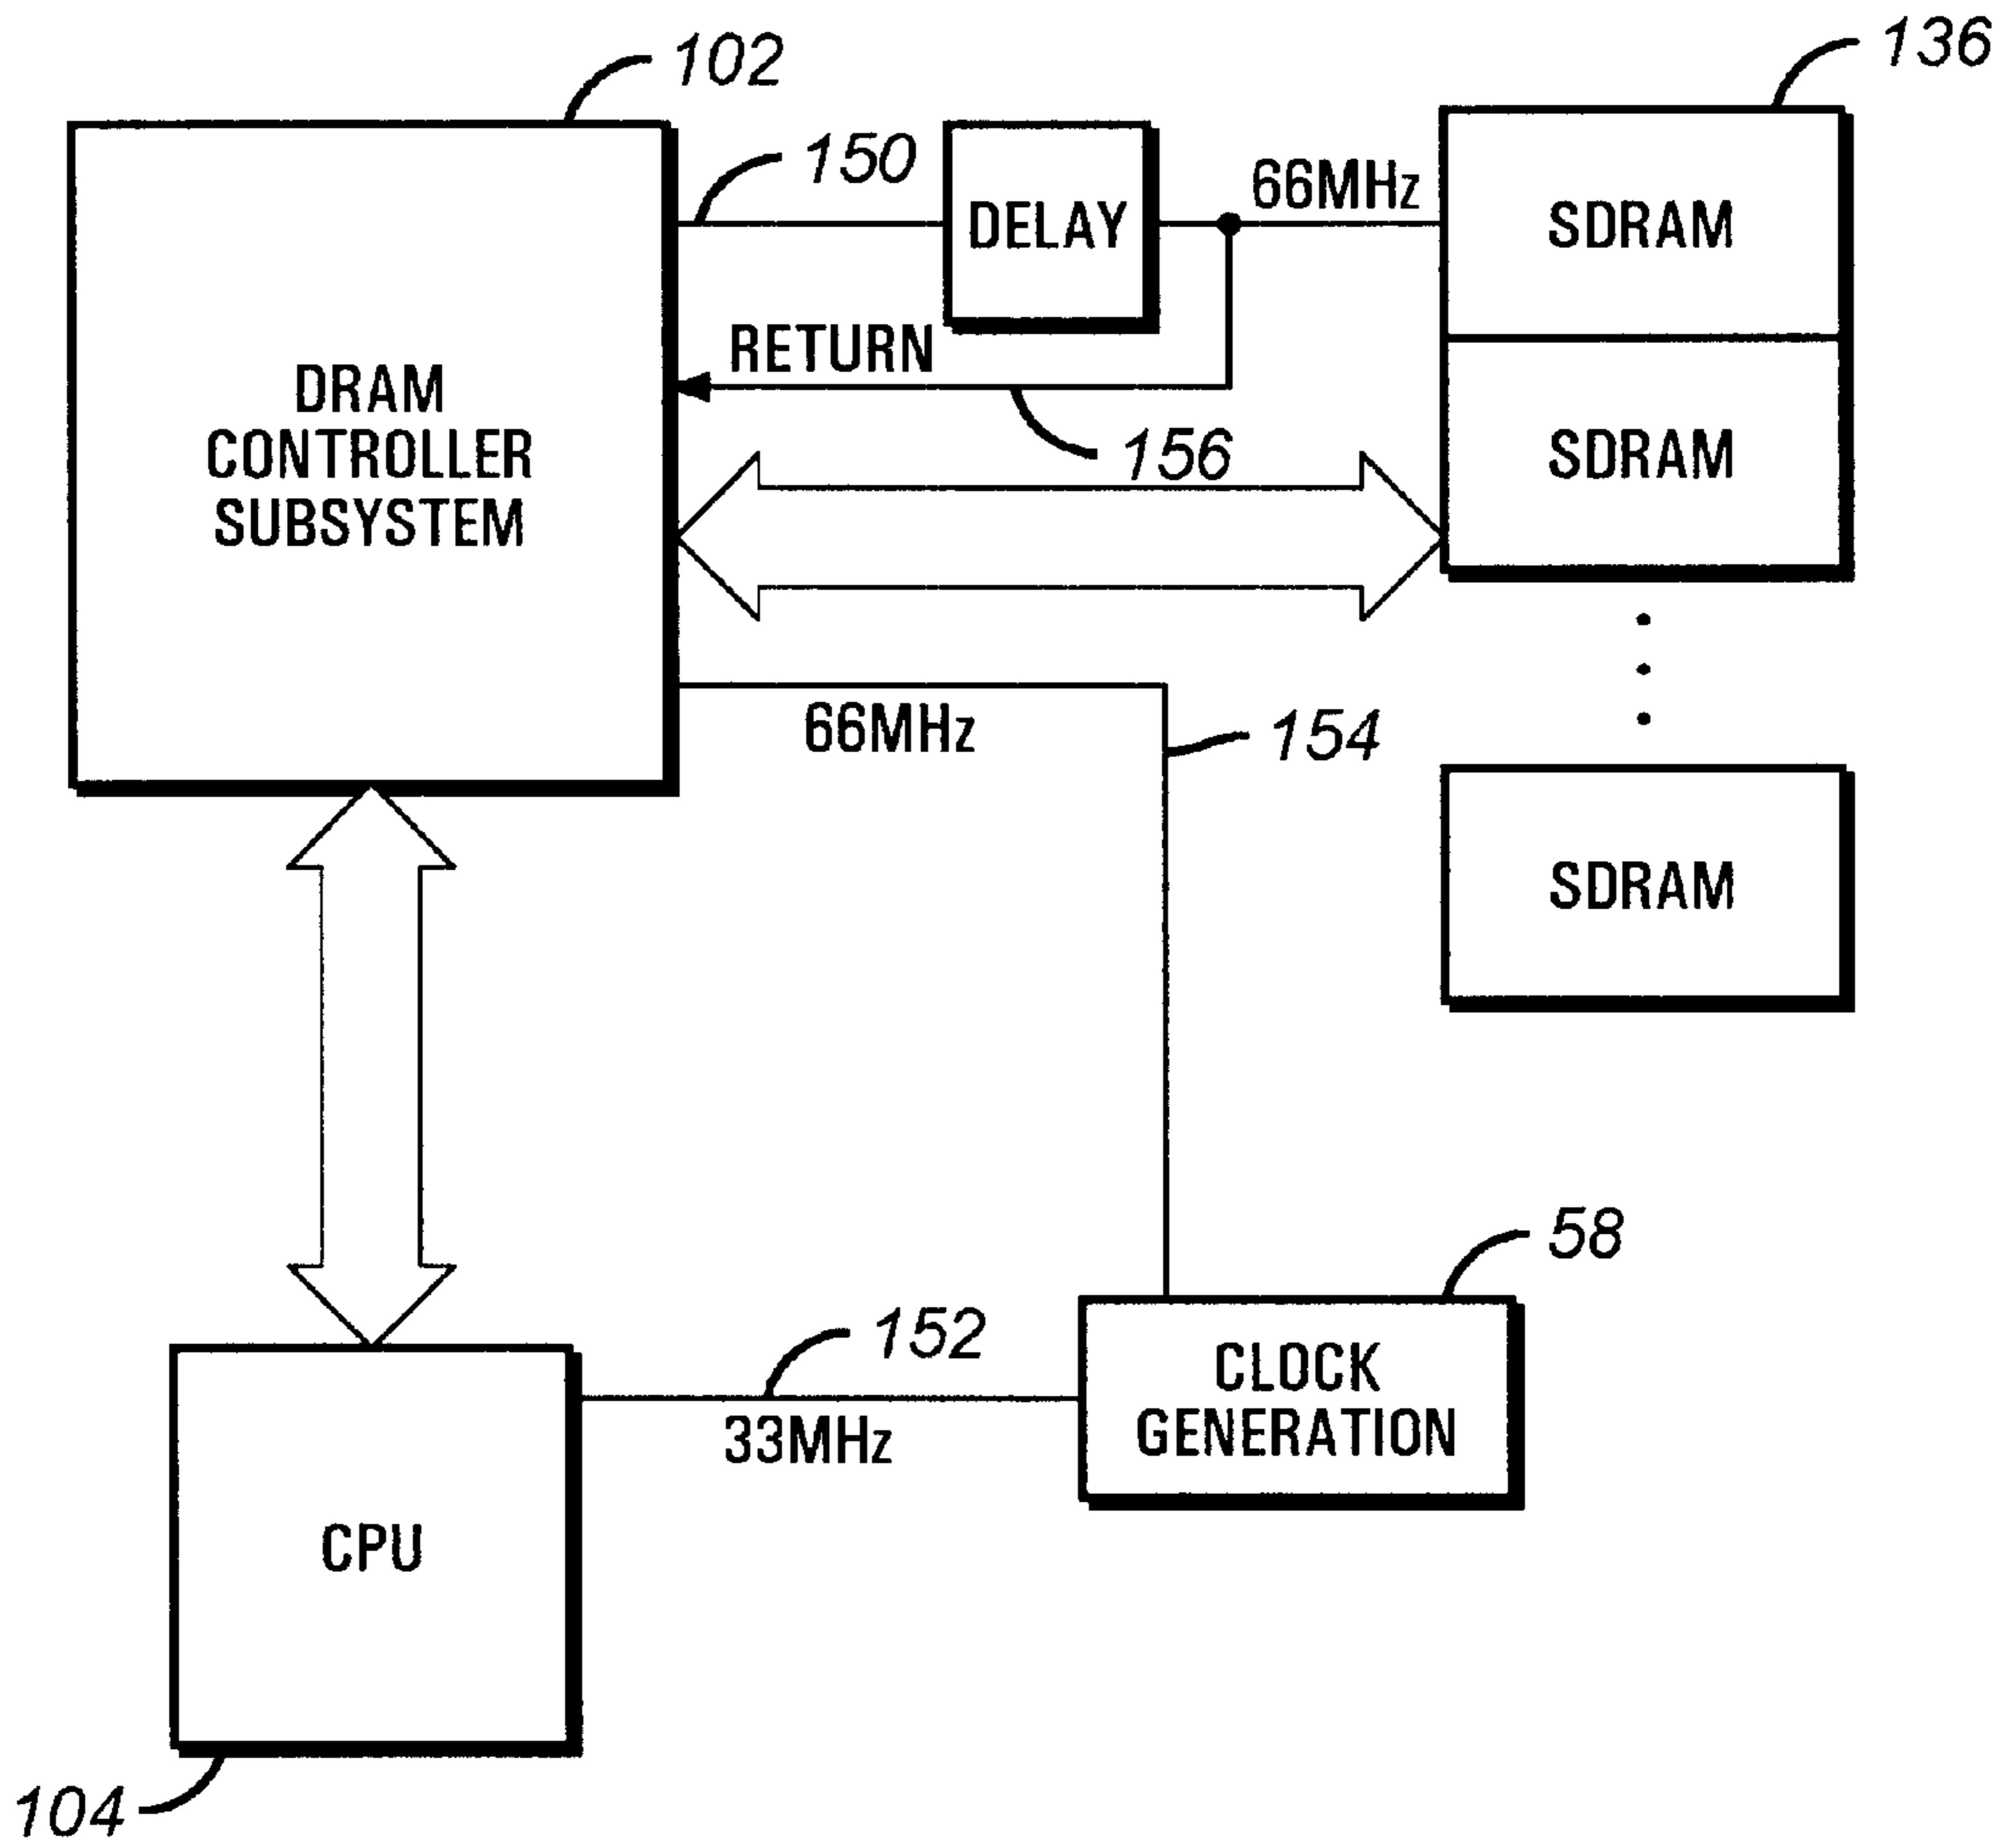 102
136
150
66MHz
DELAY
SDRAM
RETURN
DRAM
CONTROLLER
SUBSYSTEM
156
SDRAM
66MHz
154
SDRAM
58
152
CLOCK
GENERATION
33MHz
CPU
104